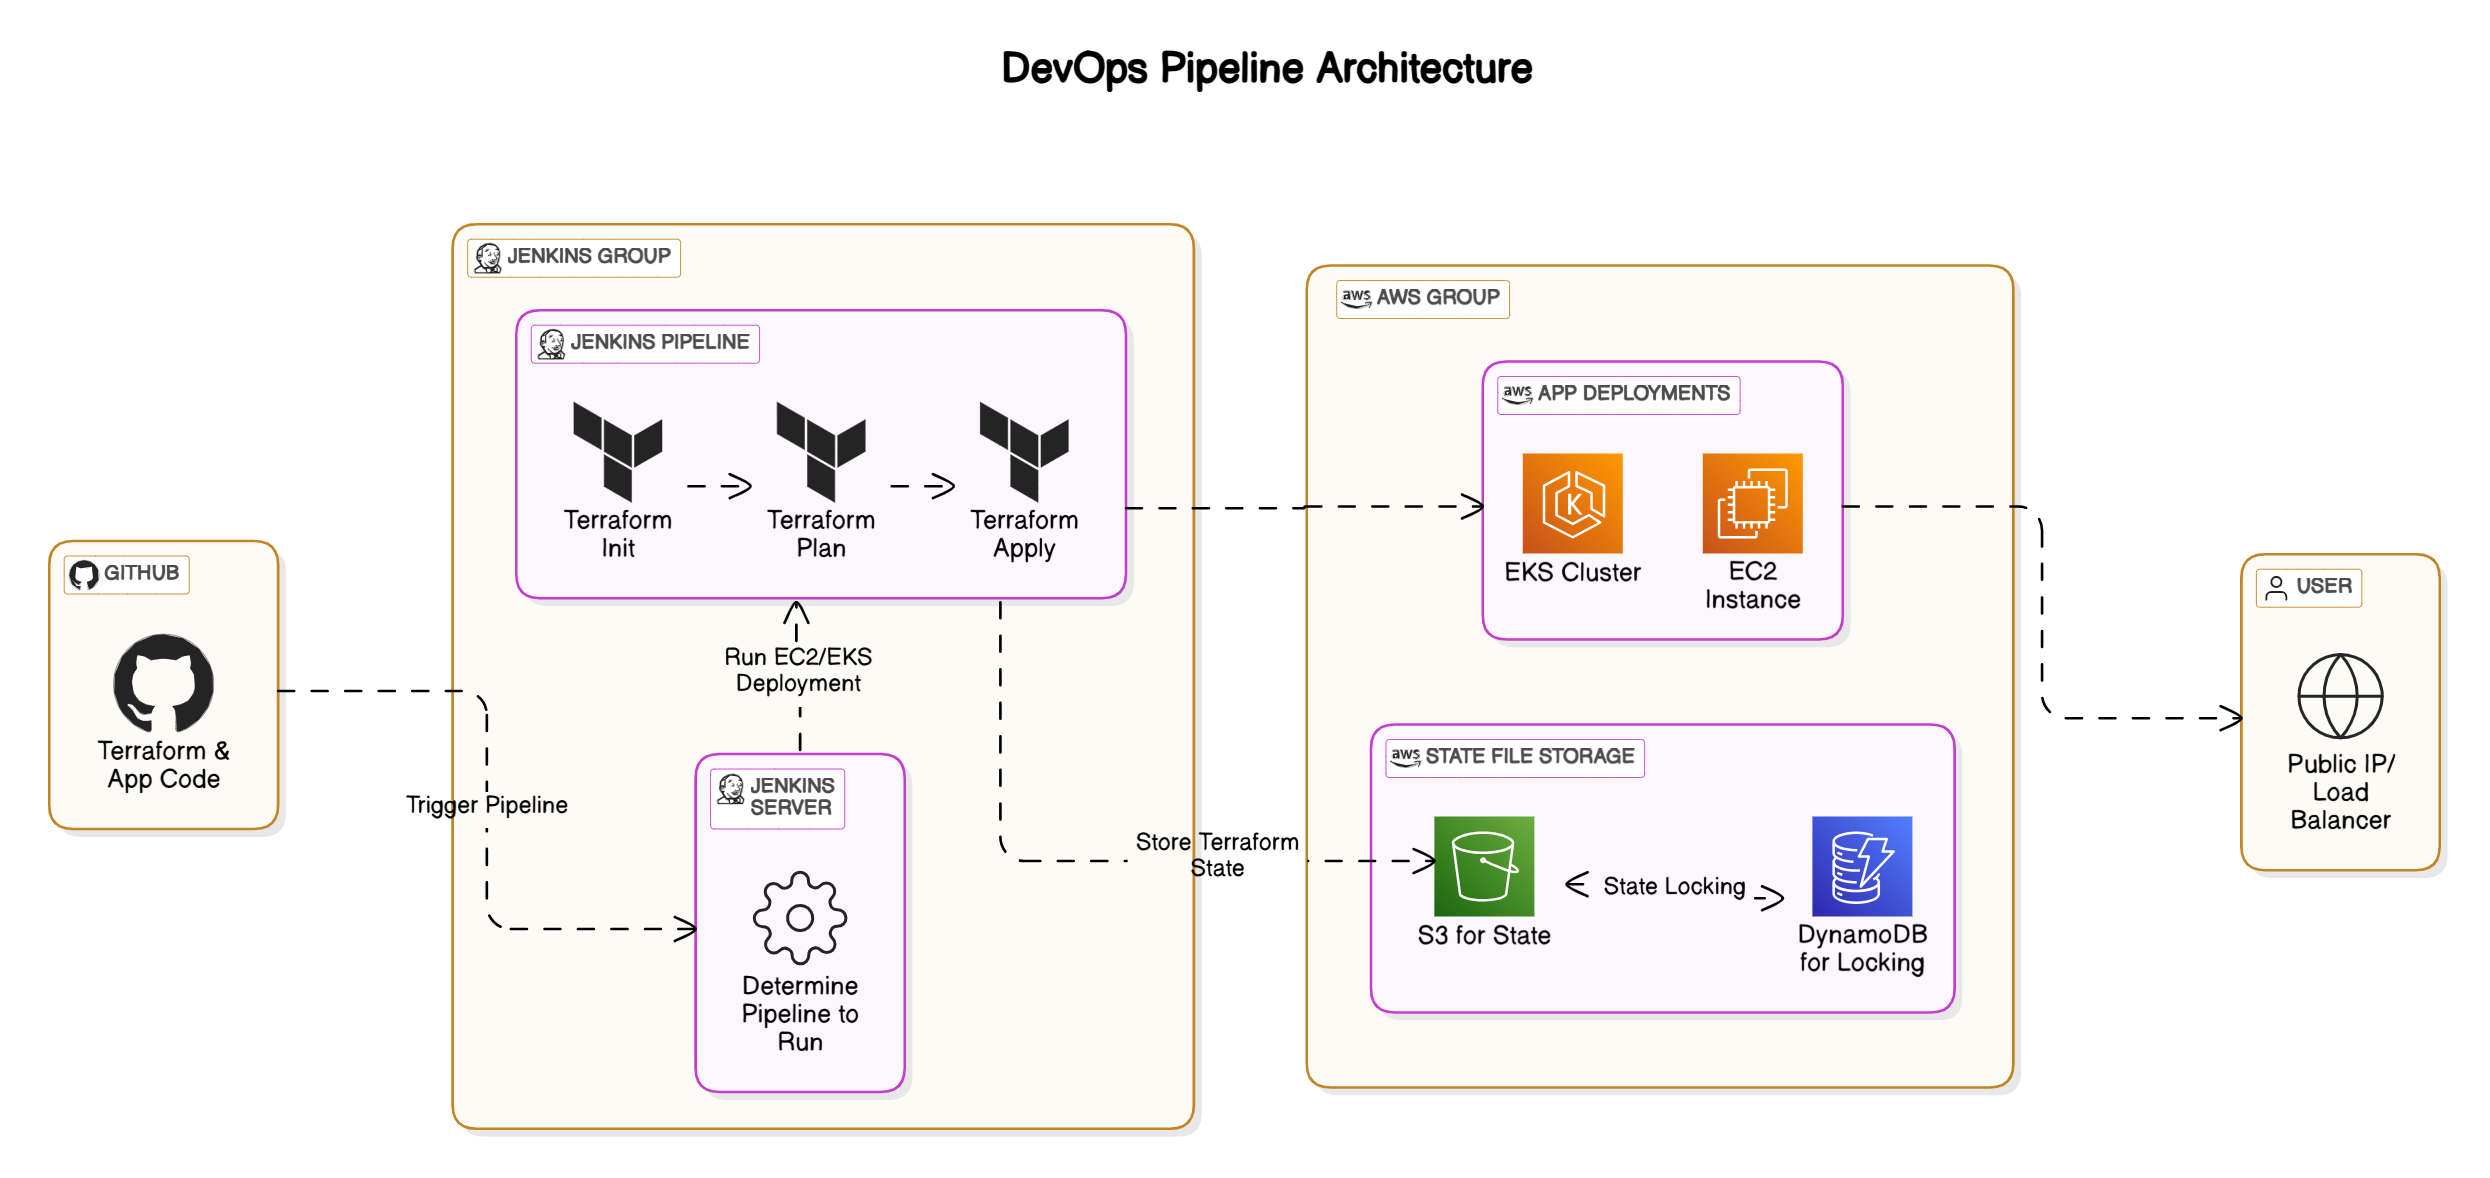 DevOps Pipeline Architecture
JENKINS GROUP
JENKINS PIPELINE
Terraform
Init
Terraform
Plan
Terraform
Apply
GITHUB
Terraform &
App Code
Trigger Pipeline
Run EC2/EKS
Deployment
JENKINS
SERVER
Determine
Pipeline to
Run
Store Terraform
State
aws AWS GROUP
aws APP DEPLOYMENTS
K
EKS Cluster
EC2
Instance
aws STATE FILE STORAGE
S3 for State
State Locking
DynamoDB
for Locking
USER
Public IP/
Load
Balancer